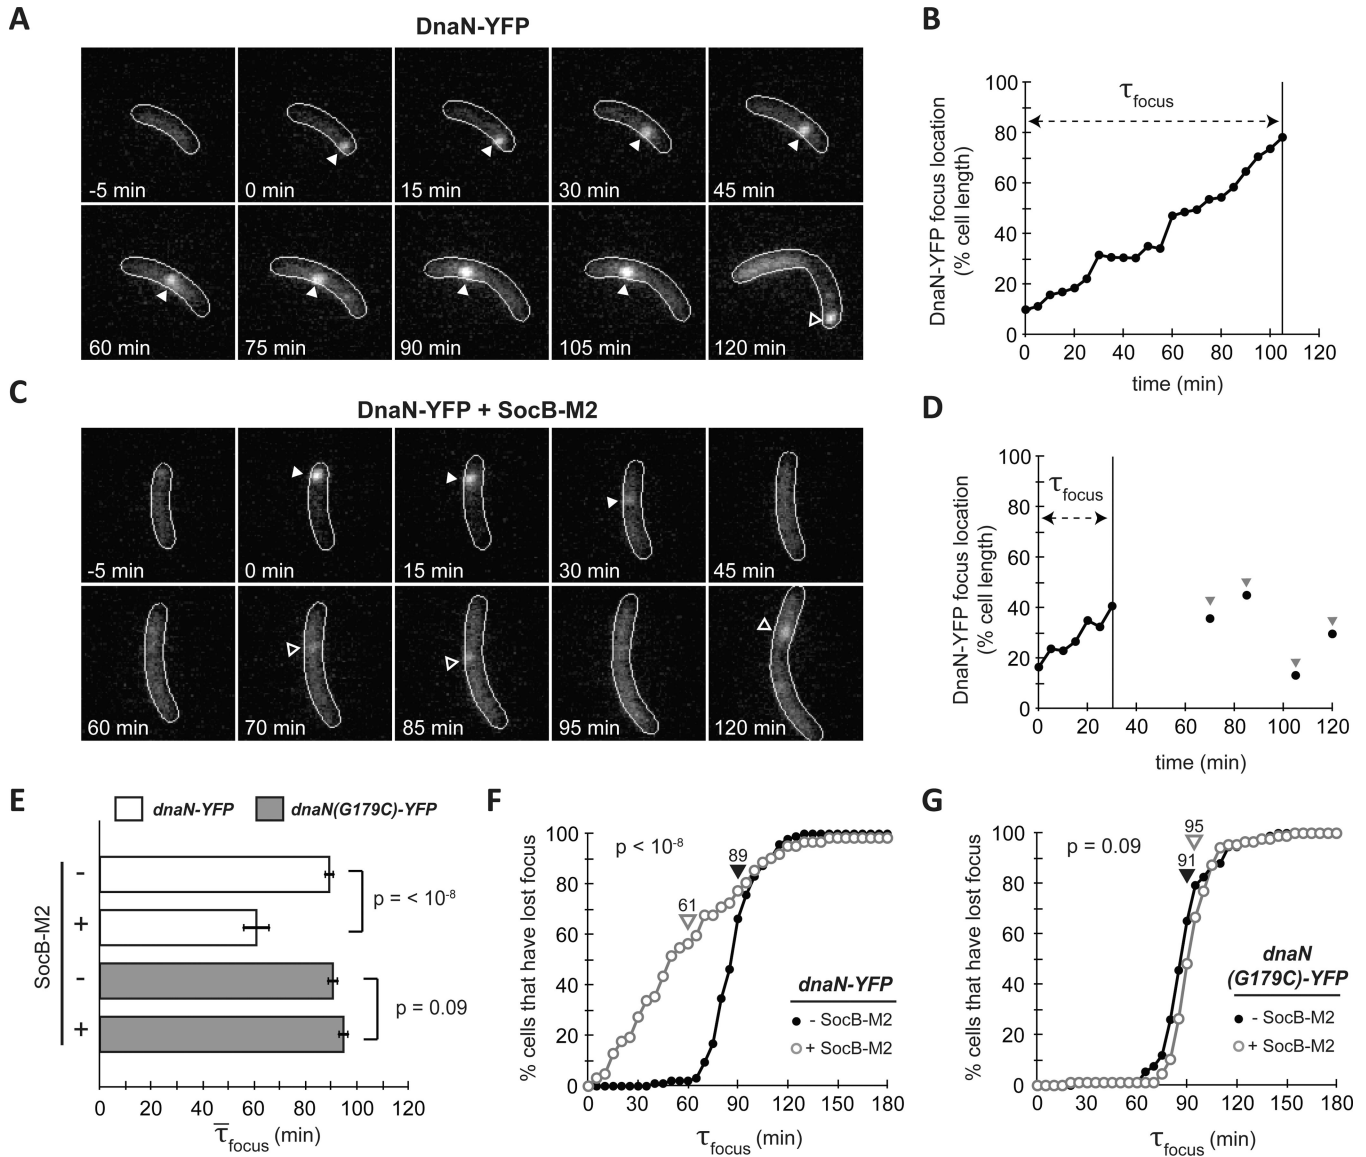 A
DnaN-YFP
-5 min
0 min
15 min
30 min
45 min
60 min
75 min
90 min
105 min
120 min
B
DnaN-YFP focus location
(% cell length)
100
80
60
40
20
0
τfocus
0 20 40 60 80 100 120
time (min)
C
DnaN-YFP + SocB-M2
-5 min
0 min
15 min
30 min
45 min
60 min
70 min
85 min
95 min
120 min
D
DnaN-YFP focus location
(% cell length)
100
80
60
40
20
0
τfocus
0 20 40 60 80 100 120
time (min)
E
dnaN-YFP
dnaN(G179C)-YFP
SocB-M2
-
+
-
+
p = < 10⁻⁸
p = 0.09
0 20 40 60 80 100 120
τ̅focus (min)
F
% cells that have lost focus
100
80
60
40
20
0
p < 10⁻⁸
89
61
dnaN-YFP
- SocB-M2
+ SocB-M2
0 30 60 90 120 150 180
τfocus (min)
G
% cells that have lost focus
100
80
60
40
20
0
p = 0.09
95
91
dnaN
(G179C)-YFP
- SocB-M2
+ SocB-M2
0 30 60 90 120 150 180
τfocus (min)